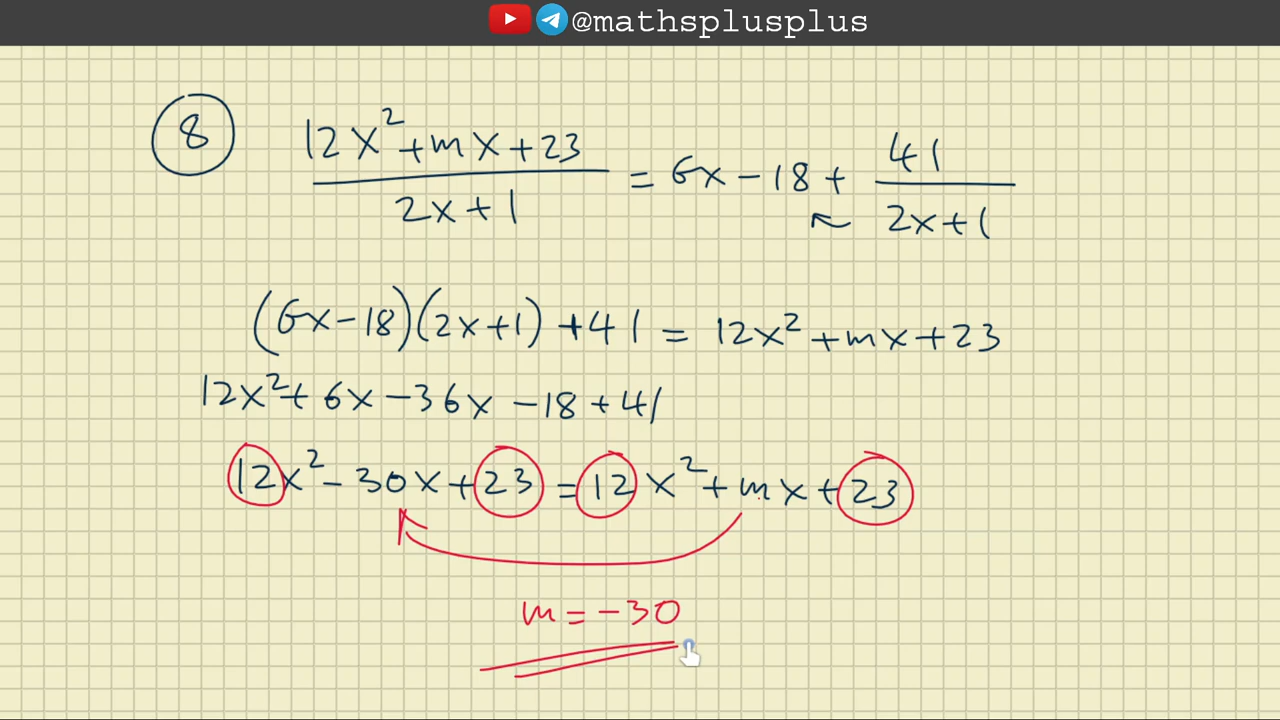 @mathsplusplus
8
12x²+mx+23 / 2x+1 = 6x-18+ 41 / 2x+1
(6x-18)(2x+1)+41 = 12x²+mx+23
12x²+6x-36x-18+41
12x²-30x+23 = 12x²+mx+23
m=-30